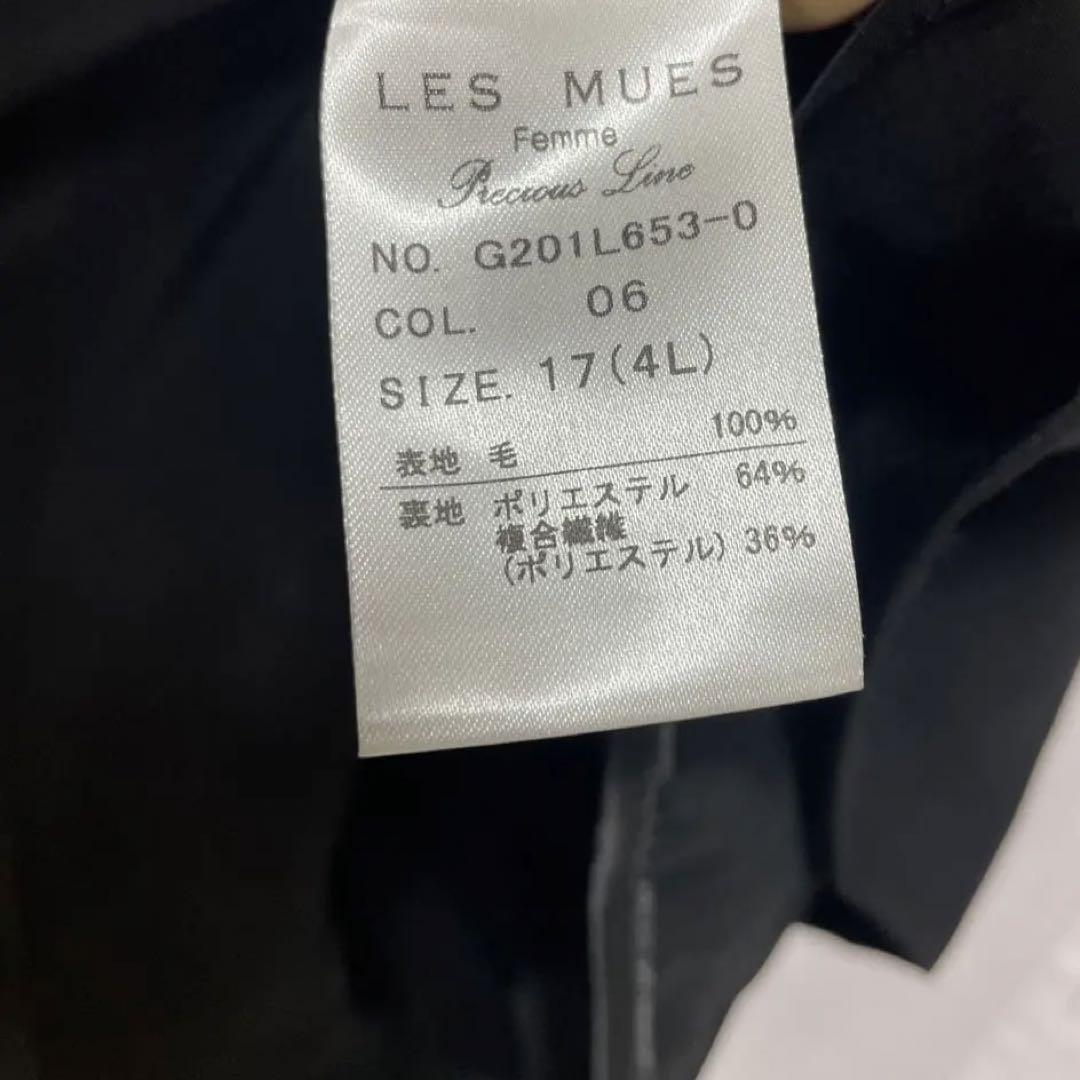 LES MUES
Femme
Precious Line
NO. G201L653-0
COL. 06
SIZE. 17(4L)
表地 毛 100%
裏地 ポリエステル 64%
複合繊維
(ポリエステル) 36%